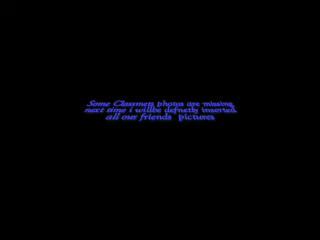 Some Classmets photos are missing
next time i willbe defnetly inserted
all our friends pictures